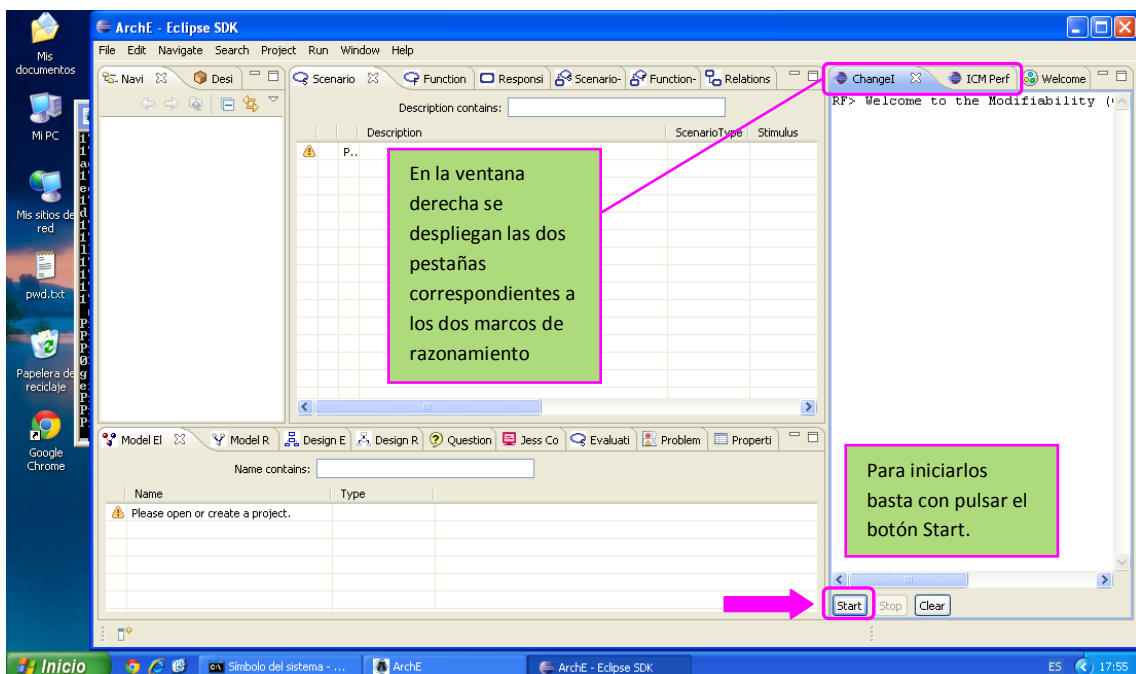 ArchE - Eclipse SDK
File Edit Navigate Search Project Run Window Help
Navi Desi
Scenario Function Responsi Scenario- Function- Relations
ChangeI ICM Perf Welcome
Description contains:
Description ScenarioType Stimulus
P..
RF> Welcome to the Modifiability (
En la ventana
derecha se
despliegan las dos
pestañas
correspondientes a
los dos marcos de
razonamiento
Model El Model R Design E Design R Question Jess Co Evaluati Problem Properti
Name contains:
Name Type
Please open or create a project.
Para iniciarlos
basta con pulsar el
botón Start.
Start Stop Clear
Mis
documentos
Mi PC
Mis sitios de
red
pwd.txt
Papelera de
reciclaje
Google
Chrome
Inicio Símbolo del sistema - ... ArchE ArchE - Eclipse SDK ES 17:55